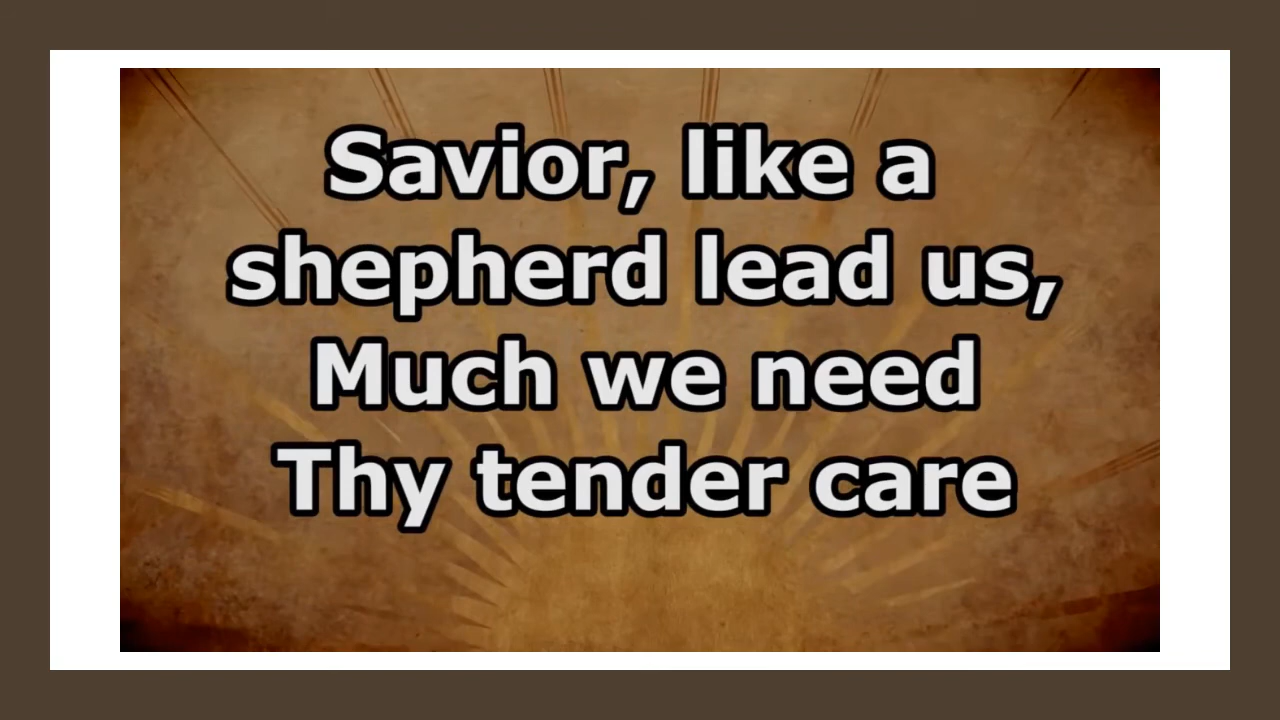 Savior, like a
shepherd lead us,
Much we need
Thy tender care